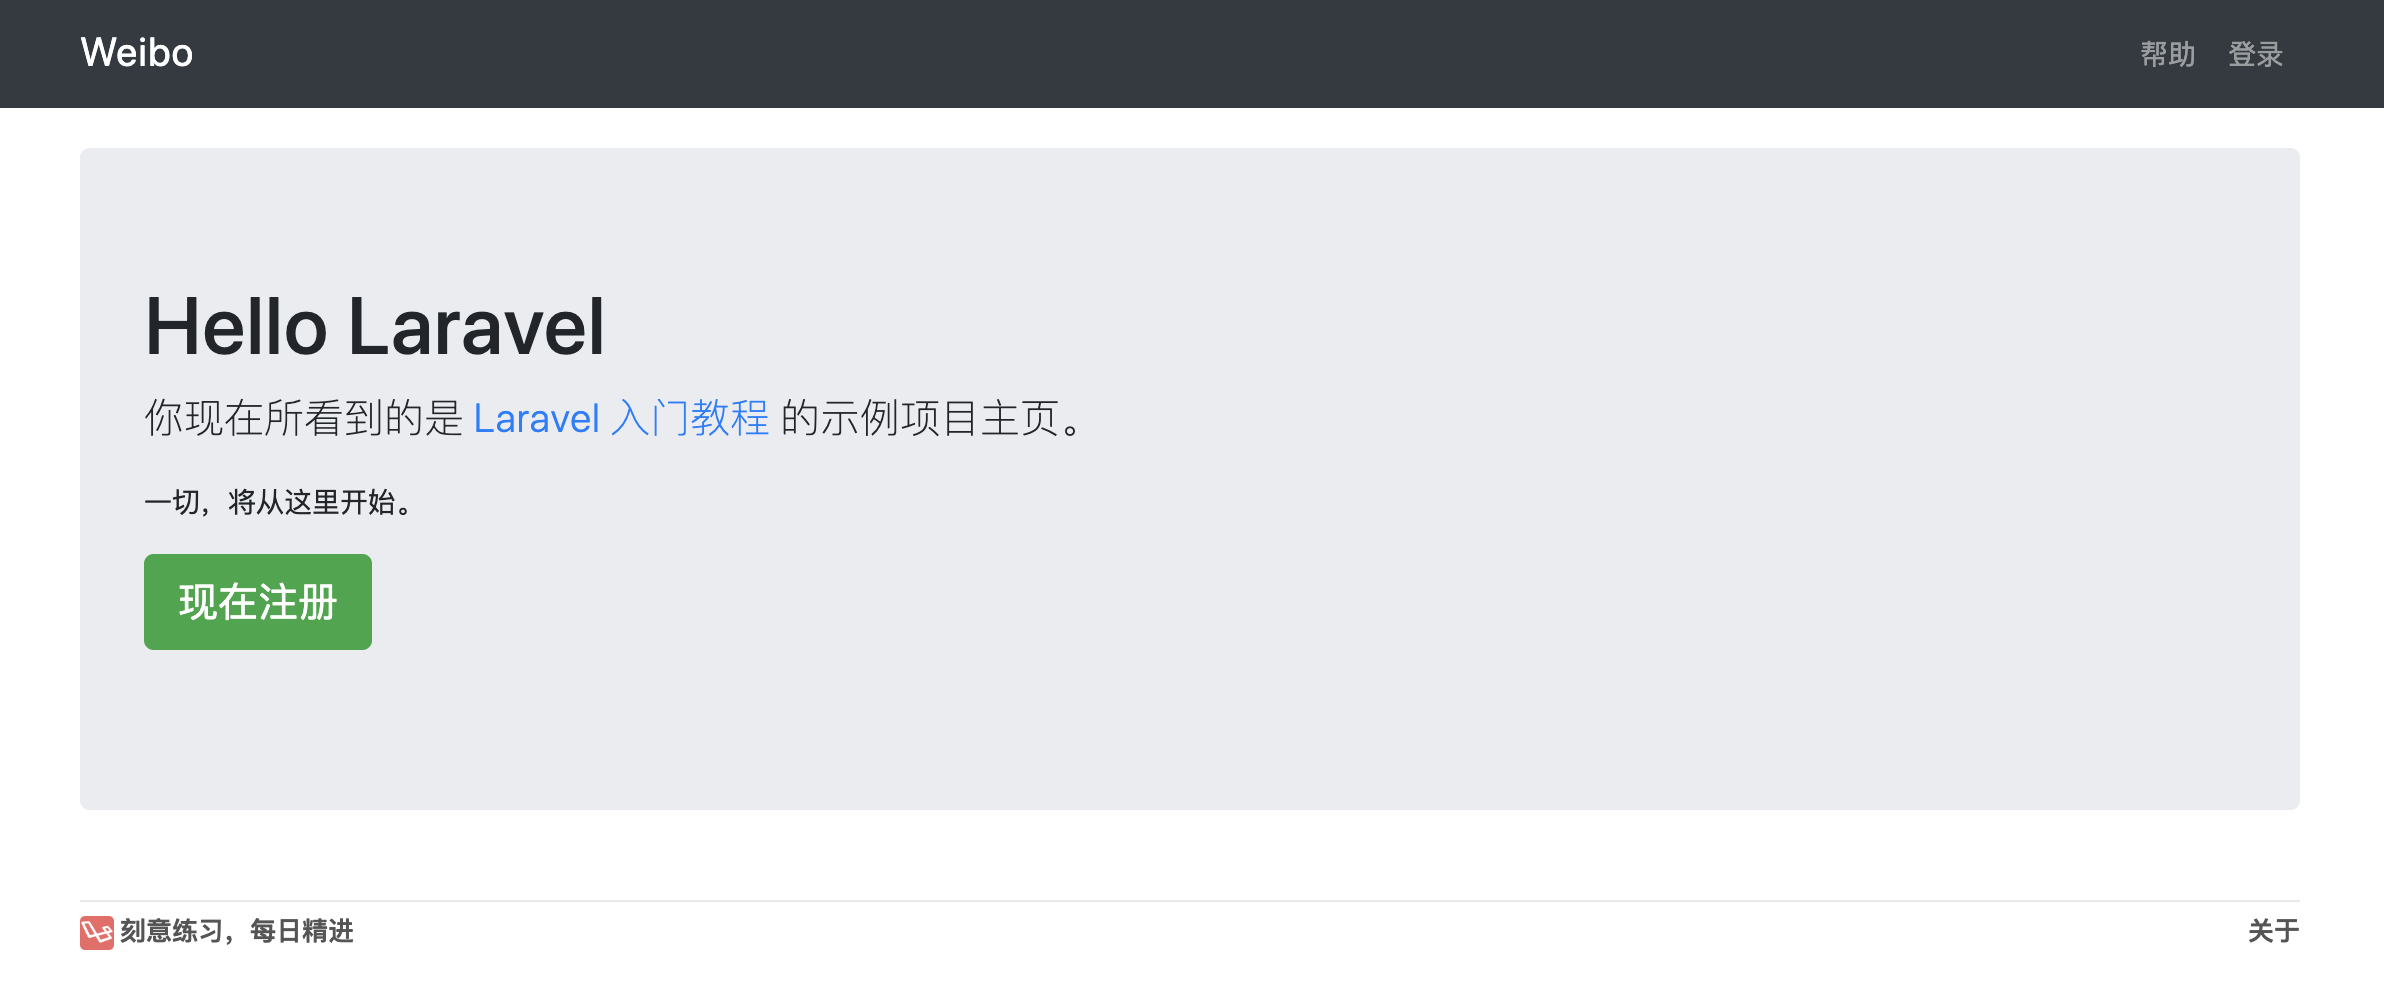 Weibo
帮助 登录
Hello Laravel
你现在所看到的是 Laravel 入门教程 的示例项目主页。
一切，将从这里开始。
现在注册
刻意练习，每日精进
关于